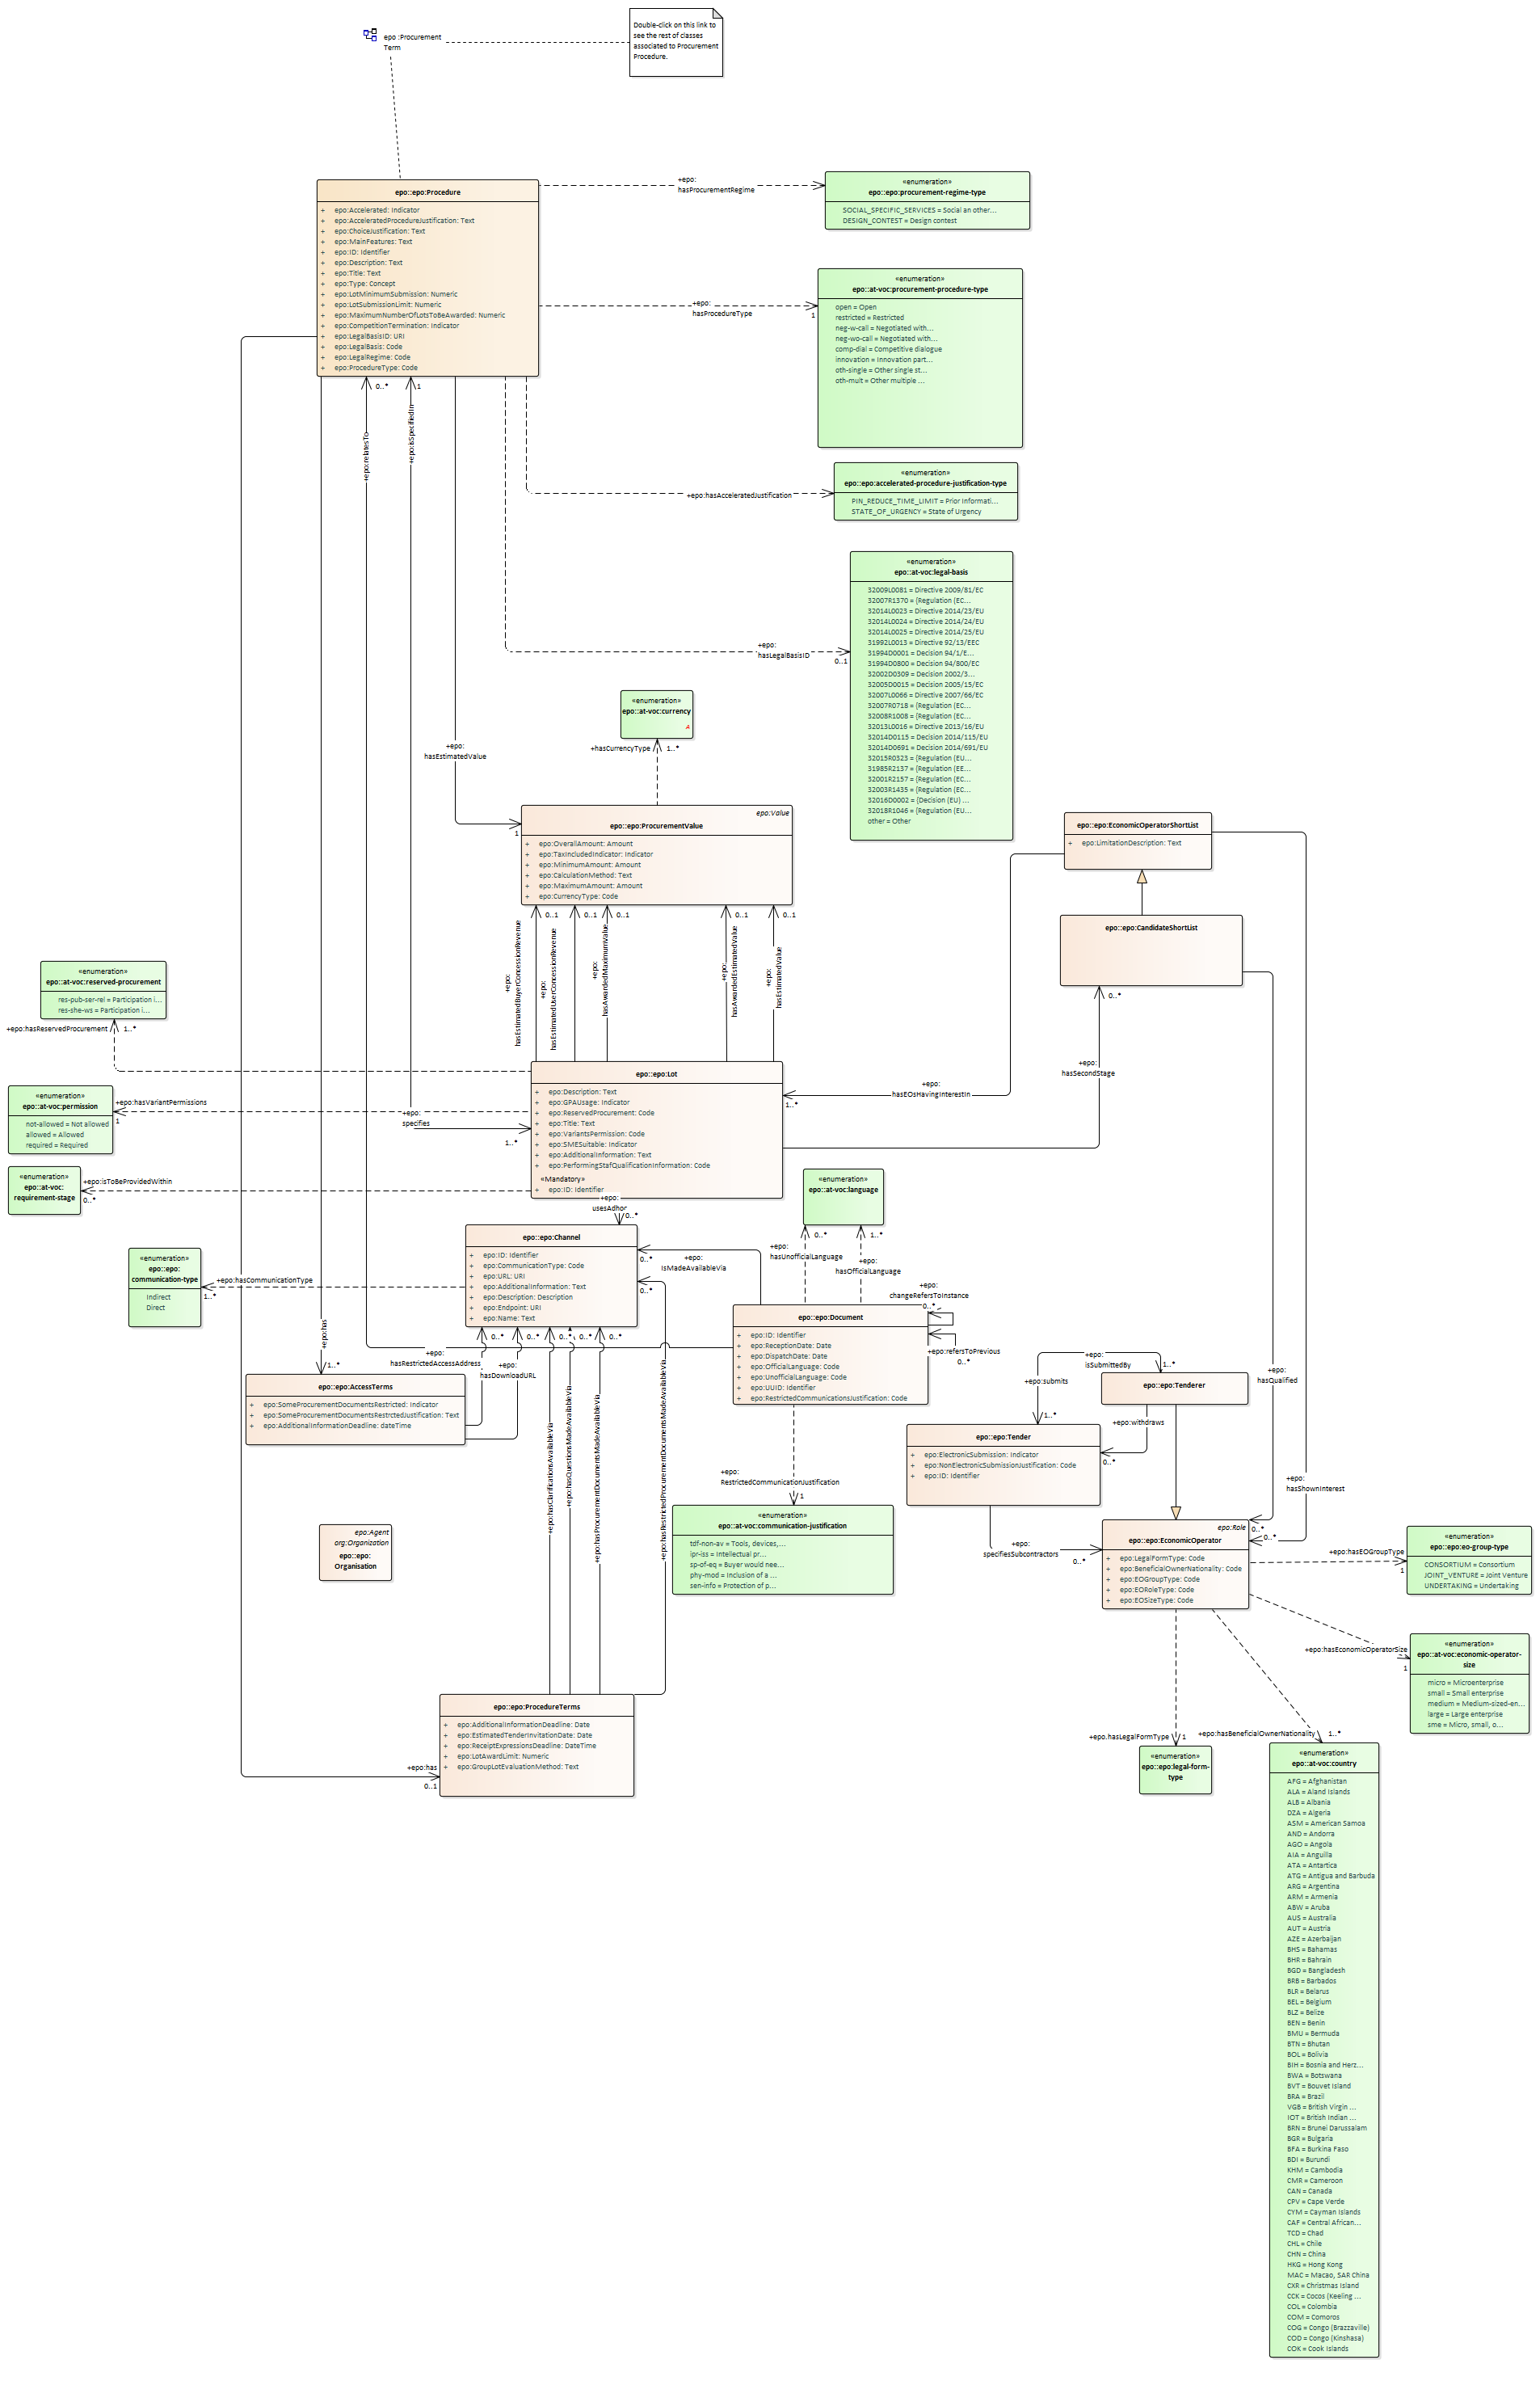 epo :Procurement
Term
Double-click on this link to
see the rest of classes
associated to Procurement
Procedure.
epo::epo:Procedure
+ epo:Accelerated: Indicator
+ epo:AcceleratedProcedureJustification: Text
+ epo:ChoiceJustification: Text
+ epo:MainFeatures: Text
+ epo:ID: Identifier
+ epo:Description: Text
+ epo:Title: Text
+ epo:Type: Concept
+ epo:LotMinimumSubmission: Numeric
+ epo:LotSubmissionLimit: Numeric
+ epo:MaximumNumberOfLotsToBeAwarded: Numeric
+ epo:CompetitionTermination: Indicator
+ epo:LegalBasisID: URI
+ epo:LegalBasis: Code
+ epo:LegalRegime: Code
+ epo:ProcedureType: Code
+epo:
hasProcurementRegime
«enumeration»
epo::epo:procurement-regime-type
SOCIAL_SPECIFIC_SERVICES = Social an other...
DESIGN_CONTEST = Design contest
+epo:
hasProcedureType
1
«enumeration»
epo::at-voc:procurement-procedure-type
open = Open
restricted = Restricted
neg-w-call = Negotiated with...
neg-wo-call = Negotiated with...
comp-dial = Competitive dialogue
innovation = Innovation part...
oth-single = Other single st...
oth-mult = Other multiple ...
0..*
1
+epo:relatesTo
+epo:isSpecifiedIn
+epo:hasAcceleratedJustification
«enumeration»
epo::epo:accelerated-procedure-justification-type
PIN_REDUCE_TIME_LIMIT = Prior Informati...
STATE_OF_URGENCY = State of Urgency
+epo:
hasLegalBasisID
0..1
«enumeration»
epo::at-voc:legal-basis
32009L0081 = Directive 2009/81/EC
32007R1370 = (Regulation (EC...
32014L0023 = Directive 2014/23/EU
32014L0024 = Directive 2014/24/EU
32014L0025 = Directive 2014/25/EU
31992L0013 = Directive 92/13/EEC
31994D0001 = Decision 94/1/E...
31994D0800 = Decision 94/800/EC
32002D0309 = Decision 2002/3...
32005D0015 = Decision 2005/15/EC
32007L0066 = Directive 2007/66/EC
32007R0718 = (Regulation (EC...
32008R1008 = (Regulation (EC...
32013L0016 = Directive 2013/16/EU
32014D0115 = Decision 2014/115/EU
32014D0691 = Decision 2014/691/EU
32015R0323 = (Regulation (EU...
31985R2137 = (Regulation (EE...
32001R2157 = (Regulation (EC...
32003R1435 = (Regulation (EC...
32016D0002 = (Decision (EU) ...
32018R1046 = (Regulation (EU...
other = Other
«enumeration»
epo::at-voc:currency
A
+hasCurrencyType
1..*
+epo:
hasEstimatedValue
1
epo:Value
epo::epo:ProcurementValue
+ epo:OverallAmount: Amount
+ epo:TaxIncludedIndicator: Indicator
+ epo:MinimumAmount: Amount
+ epo:CalculationMethod: Text
+ epo:MaximumAmount: Amount
+ epo:CurrencyType: Code
epo::epo:EconomicOperatorShortList
+ epo:LimitationDescription: Text
epo::epo:CandidateShortList
0..1
0..1
0..1
0..1
0..1
+epo:
hasEstimatedBuyerConcessionRevenue
+epo:
hasEstimatedUserConcessionRevenue
+epo:
hasAwardedMaximumValue
+epo:
hasAwardedEstimatedValue
+epo:
hasEstimatedValue
«enumeration»
epo::at-voc:reserved-procurement
res-pub-ser-rei = Participation i...
res-she-ws = Participation i...
+epo:hasReservedProcurement
1..*
«enumeration»
epo::at-voc:permission
not-allowed = Not allowed
allowed = Allowed
required = Required
+epo:hasVariantPermissions
1
+epo:
specifies
1..*
epo::epo:Lot
+ epo:Description: Text
+ epo:GPAUsage: Indicator
+ epo:ReservedProcurement: Code
+ epo:Title: Text
+ epo:VariantsPermission: Code
+ epo:SMESuitable: Indicator
+ epo:AdditionalInformation: Text
+ epo:PerformingStafQualificationInformation: Code
«Mandatory»
+ epo:ID: Identifier
+epo:
hasEOsHavingInterestIn
1..*
+epo:
hasSecondStage
0..*
«enumeration»
epo::at-voc:
requirement-stage
+epo:isToBeProvidedWithin
0..*
+epo:
usesAdhor
0..*
«enumeration»
epo::at-voc:language
0..*
1..*
+epo:
hasUnofficialLanguage
+epo:
hasOfficialLanguage
epo::epo:Channel
+ epo:ID: Identifier
+ epo:CommunicationType: Code
+ epo:URL: URI
+ epo:AdditionalInformation: Text
+ epo:Description: Description
+ epo:Endpoint: URI
+ epo:Name: Text
0..*
+epo:
IsMadeAvailableVia
0..*
«enumeration»
epo::epo:
communication-type
Indirect
Direct
+epo:hasCommunicationType
1..*
epo::epo:Document
+ epo:ID: Identifier
+ epo:ReceptionDate: Date
+ epo:DispatchDate: Date
+ epo:OfficialLanguage: Code
+ epo:UnofficialLanguage: Code
+ epo:UUID: Identifier
+ epo:RestrictedCommunicationsJustification: Code
+epo:
changeRefersToInstance
0..*
+epo:refersToPrevious
0..*
+epo:has
1..*
0..*
0..*
0..*
0..*
0..*
+epo:
hasRestrictedAccessAddress
+epo:
hasDownloadURL
epo::epo:AccessTerms
+ epo:SomeProcurementDocumentsRestricted: Indicator
+ epo:SomeProcurementDocumentsRestrctedJustification: Text
+ epo:AdditionalInformationDeadline: dateTime
+epo:
isSubmittedBy
1..*
+epo:submits
1..*
epo::epo:Tenderer
+epo:withdraws
0..*
epo::epo:Tender
+ epo:ElectronicSubmission: Indicator
+ epo:NonElectronicSubmissionJustification: Code
+ epo:ID: Identifier
+epo:
hasQualified
+epo:
hasShownInterest
+epo:
RestrictedCommunicationJustification
1
«enumeration»
epo::at-voc:communication-justification
tdf-non-av = Tools, devices,...
ipr-iss = Intellectual pr...
sp-of-eq = Buyer would nee...
phy-mod = Inclusion of a ...
sen-info = Protection of p...
+epo:hasClarificationsAvailableVia
+epo:hasQuestionsMadeAvailableVia
+epo:hasProcurementDocumentsMadeAvailableVia
+epo:hasRestrictedProcurementDocumentsMadeAvailableVia
epo:Agent
org:Organization
epo::epo:
Organisation
+epo:
specifiesSubcontractors
0..*
0..*
0..*
epo:Role
epo::epo:EconomicOperator
+ epo:LegalFormType: Code
+ epo:BeneficialOwnerNationality: Code
+ epo:EOGroupType: Code
+ epo:EORoleType: Code
+ epo:EOSizeType: Code
+epo:hasEOGroupType
1
«enumeration»
epo::epo:eo-group-type
CONSORTIUM = Consortium
JOINT_VENTURE = Joint Venture
UNDERTAKING = Undertaking
+epo:hasEconomicOperatorSize
1
«enumeration»
epo::at-voc:economic-operator-
size
micro = Microenterprise
small = Small enterprise
medium = Medium-sized-en...
large = Large enterprise
sme = Micro, small, o...
epo::epo:ProcedureTerms
+ epo:AdditionalInformationDeadline: Date
+ epo:EstimatedTenderInvitationDate: Date
+ epo:ReceiptExpressionsDeadline: DateTime
+ epo:LotAwardLimit: Numeric
+ epo:GroupLotEvaluationMethod: Text
+epo:has
0..1
+epo.hasLegalFormType
1
«enumeration»
epo::epo:legal-form-
type
+epo:hasBeneficialOwnerNationality
1..*
«enumeration»
epo::at-voc:country
AFG = Afghanistan
ALA = Aland Islands
ALB = Albania
DZA = Algeria
ASM = American Samoa
AND = Andorra
AGO = Angola
AIA = Anguilla
ATA = Antartica
ATG = Antigua and Barbuda
ARG = Argentina
ARM = Armenia
ABW = Aruba
AUS = Australia
AUT = Austria
AZE = Azerbaijan
BHS = Bahamas
BHR = Bahrain
BGD = Bangladesh
BRB = Barbados
BLR = Belarus
BEL = Belgium
BLZ = Belize
BEN = Benin
BMU = Bermuda
BTN = Bhutan
BOL = Bolivia
BIH = Bosnia and Herz...
BWA = Botswana
BVT = Bouvet Island
BRA = Brazil
VGB = British Virgin ...
IOT = British Indian ...
BRN = Brunei Darussalam
BGR = Bulgaria
BFA = Burkina Faso
BDI = Burundi
KHM = Cambodia
CMR = Cameroon
CAN = Canada
CPV = Cape Verde
CYM = Cayman Islands
CAF = Central African...
TCD = Chad
CHL = Chile
CHN = China
HKG = Hong Kong
MAC = Macao, SAR China
CXR = Christmas Island
CCK = Cocos (Keeling ...
COL = Colombia
COM = Comoros
COG = Congo (Brazzaville)
COD = Congo (Kinshasa)
COK = Cook Islands